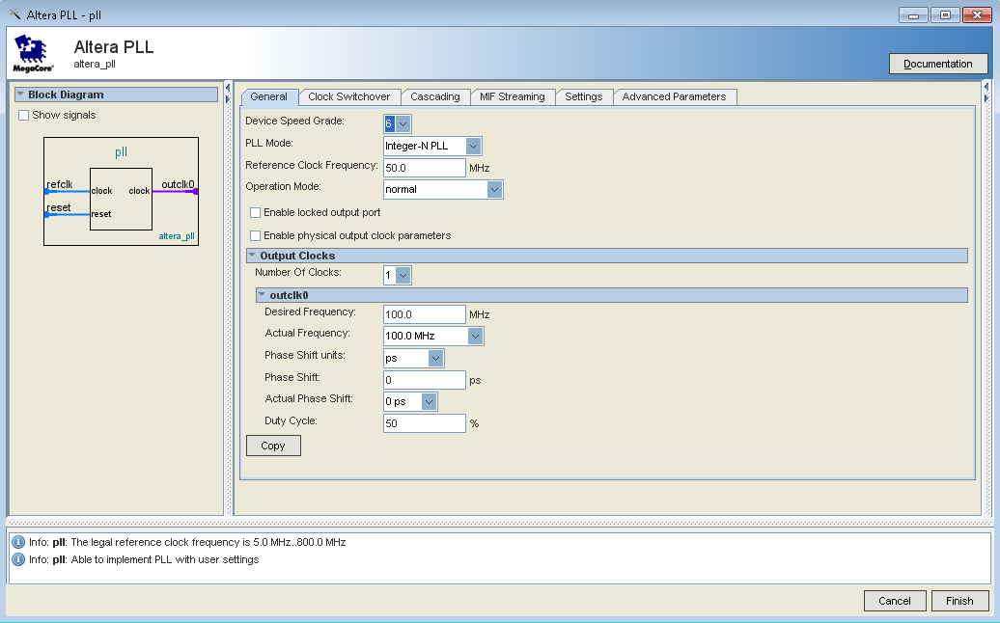 Altera PLL - pll
Altera PLL
altera_pll
MegaCore®
Documentation
Block Diagram
Show signals
pll
refclk
outclk0
clock
clock
reset
reset
altera_pll
General
Clock Switchover
Cascading
MIF Streaming
Settings
Advanced Parameters
Device Speed Grade: 6
PLL Mode: Integer-N PLL
Reference Clock Frequency: 50.0 MHz
Operation Mode: normal
Enable locked output port
Enable physical output clock parameters
Output Clocks
Number Of Clocks: 1
outclk0
Desired Frequency: 100.0 MHz
Actual Frequency: 100.0 MHz
Phase Shift units: ps
Phase Shift: 0 ps
Actual Phase Shift: 0 ps
Duty Cycle: 50 %
Copy
Info: pll: The legal reference clock frequency is 5.0 MHz..800.0 MHz
Info: pll: Able to implement PLL with user settings
Cancel
Finish